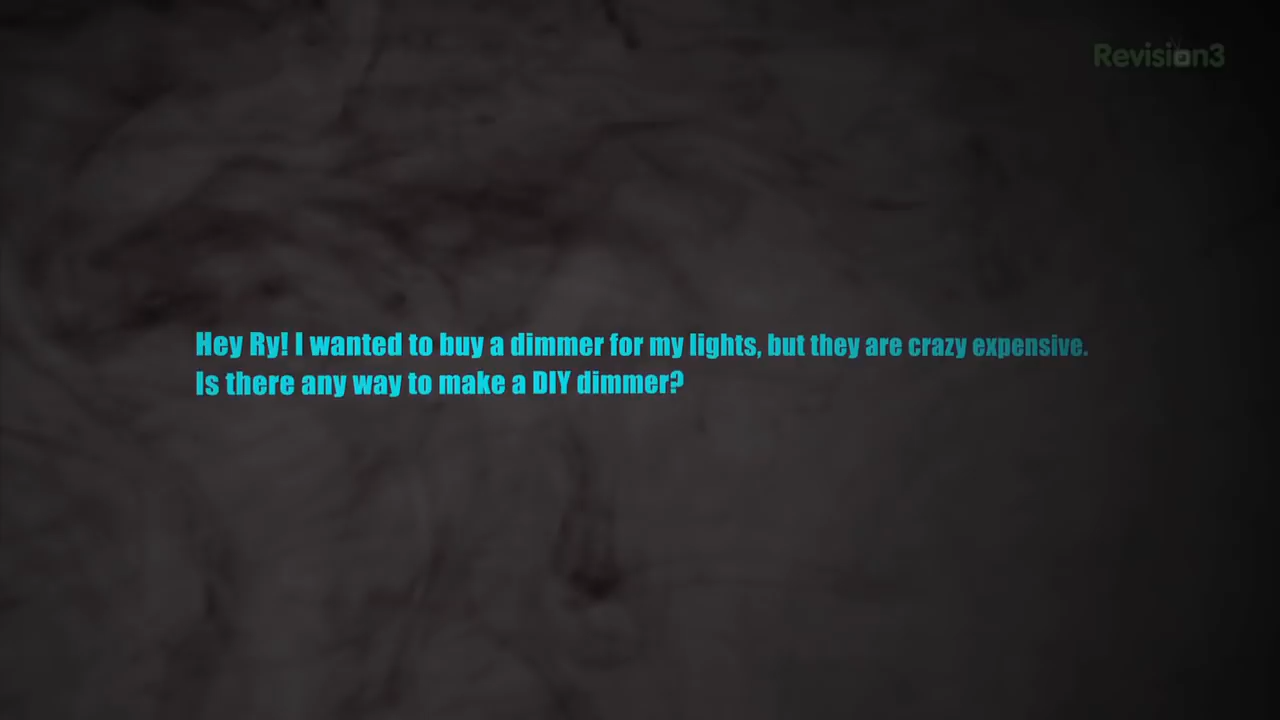 Revision3
Hey Ry! I wanted to buy a dimmer for my lights, but they are crazy expensive.
Is there any way to make a DIY dimmer?